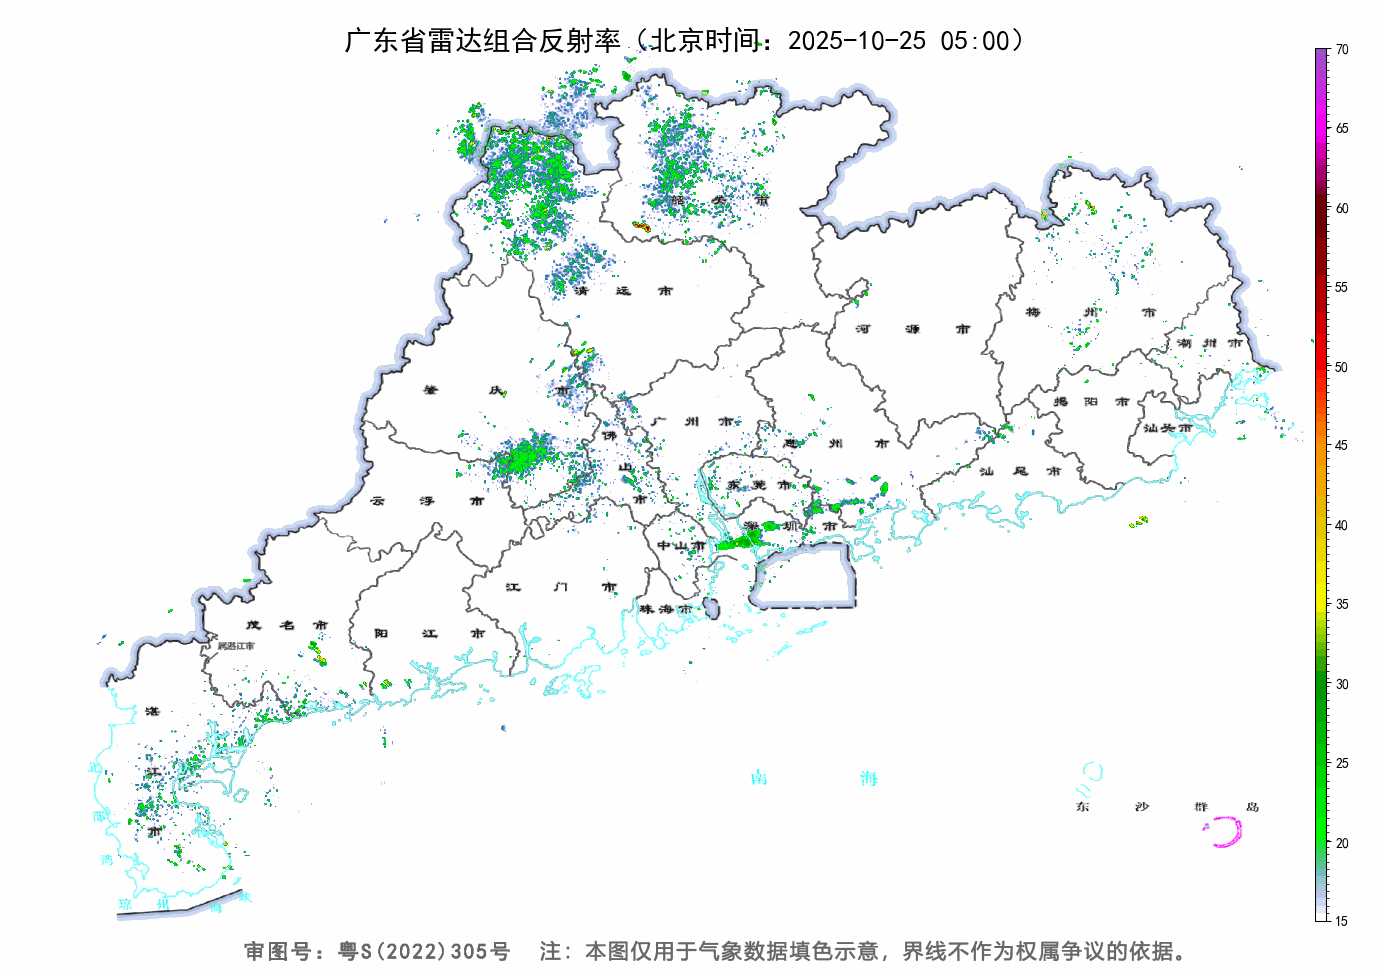 广东省雷达组合反射率（北京时间：2025-10-25 05:00）
70
65
60
55
50
45
40
35
30
25
20
15
韶关市
清远市
河源市
梅州市
潮州市
肇庆市
广州市
佛山市
惠州市
揭阳市
汕头市
汕尾市
东莞市
云浮市
深圳市
中山市
江门市
珠海市
茂名市
阳江市
属湛江市
湛江市
北部湾
南海
东沙群岛
琼州海峡
审图号：粤S(2022)305号 注：本图仅用于气象数据填色示意，界线不作为权属争议的依据。